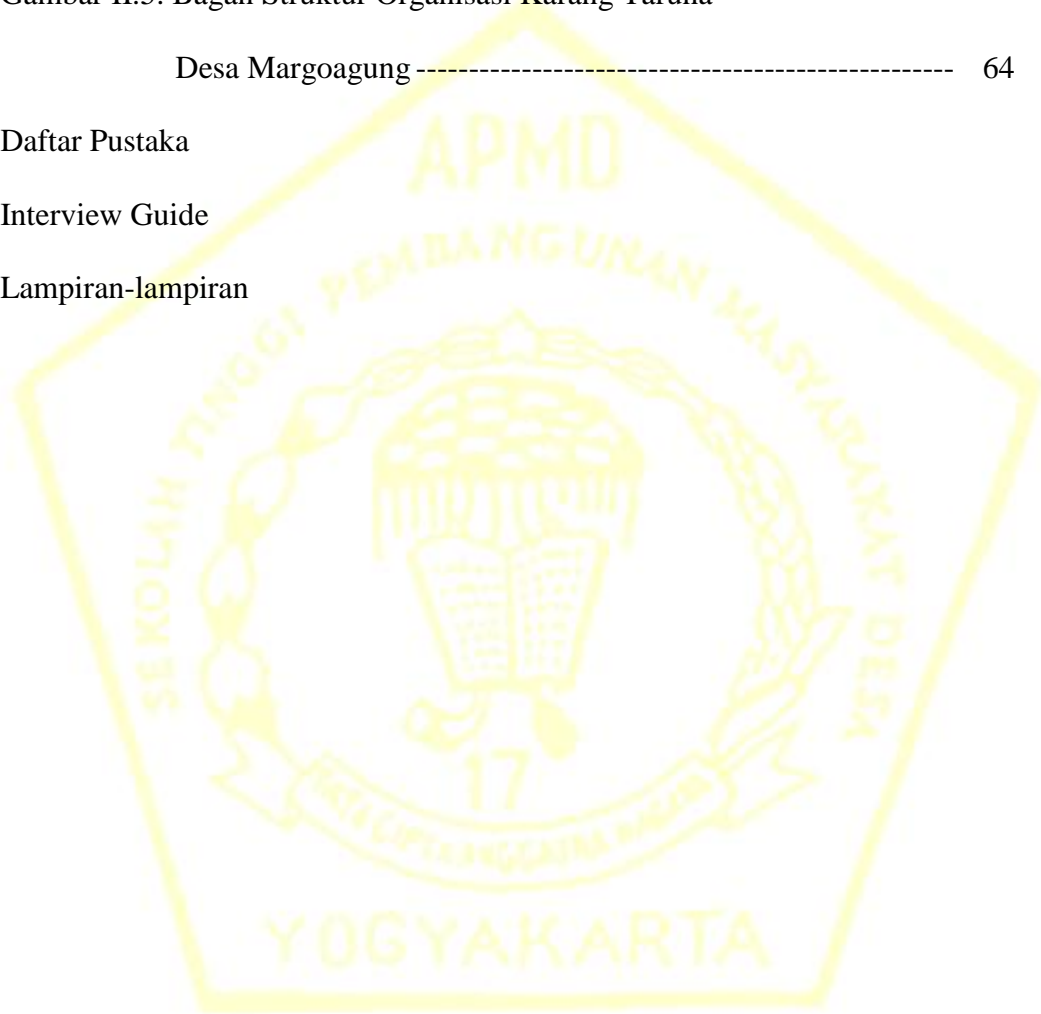 Gambar II.5. Bagan Struktur Organisasi Karang Taruna
Desa Margoagung --------------------------------------------------- 64
Daftar Pustaka
Interview Guide
Lampiran-lampiran
APMD
SEKOLAH TINGGI PEMBANGUNAN MASYARAKAT DESA
17
YOGYAKARTA